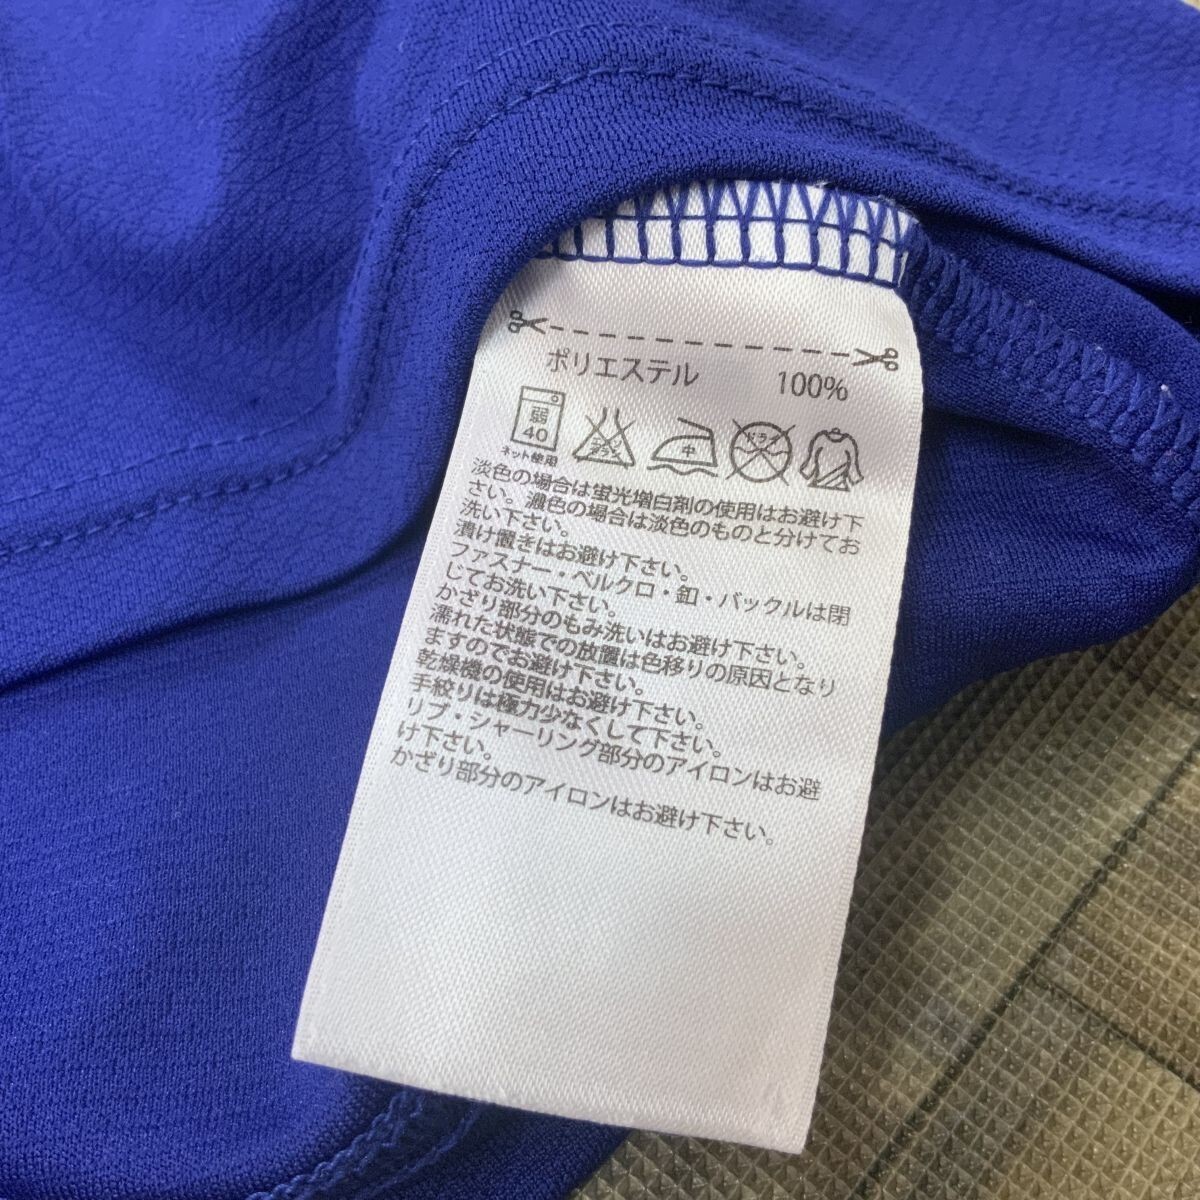 ポリエステル 100%
弱
40
ネット使用
エンソ
サラシ
中
ドライ
淡色の場合は蛍光増白剤の使用はお避け下
さい。濃色の場合は淡色のものと分けてお
洗い下さい。
漬け置きはお避け下さい。
ファスナー・ベルクロ・釦・バックルは閉
じてお洗い下さい。
かざり部分のもみ洗いはお避け下さい。
濡れた状態での放置は色移りの原因となり
ますのでお避け下さい。
乾燥機の使用はお避け下さい。
手絞りは極力少なくして下さい。
リブ・シャーリング部分のアイロンはお避
け下さい。
かざり部分のアイロンはお避け下さい。